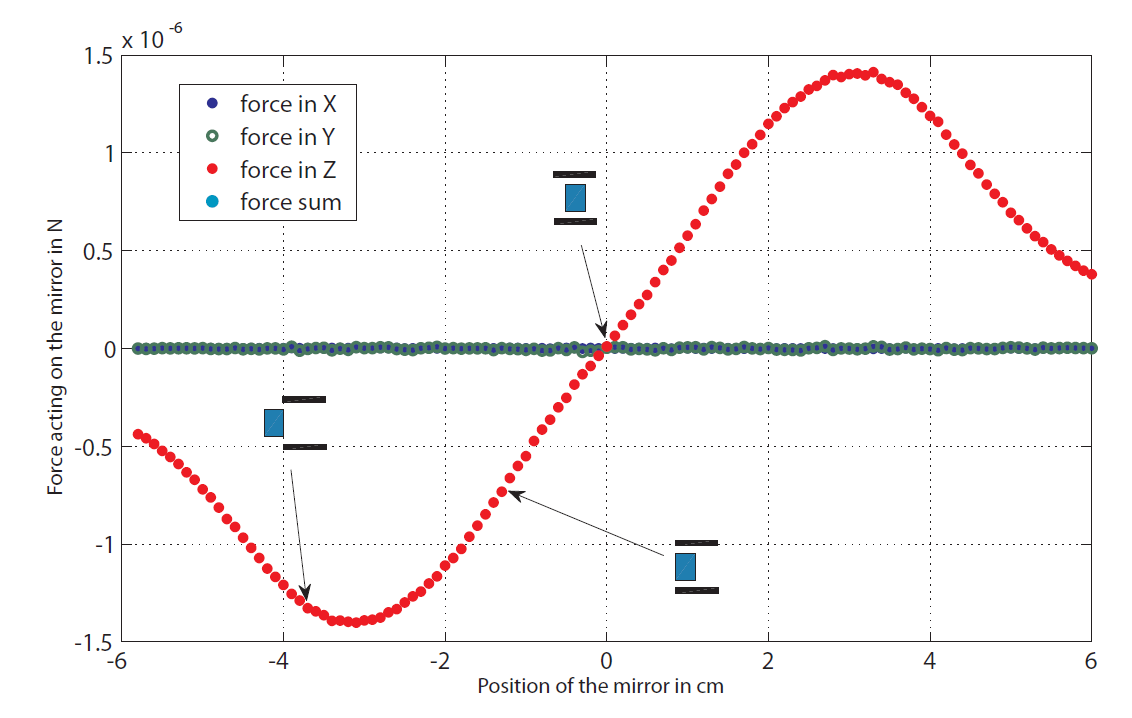 x 10 -6
1.5
1
0.5
0
-0.5
-1
-1.5
force in X
force in Y
force in Z
force sum
Force acting on the mirror in N
-6 -4 -2 0 2 4 6
Position of the mirror in cm